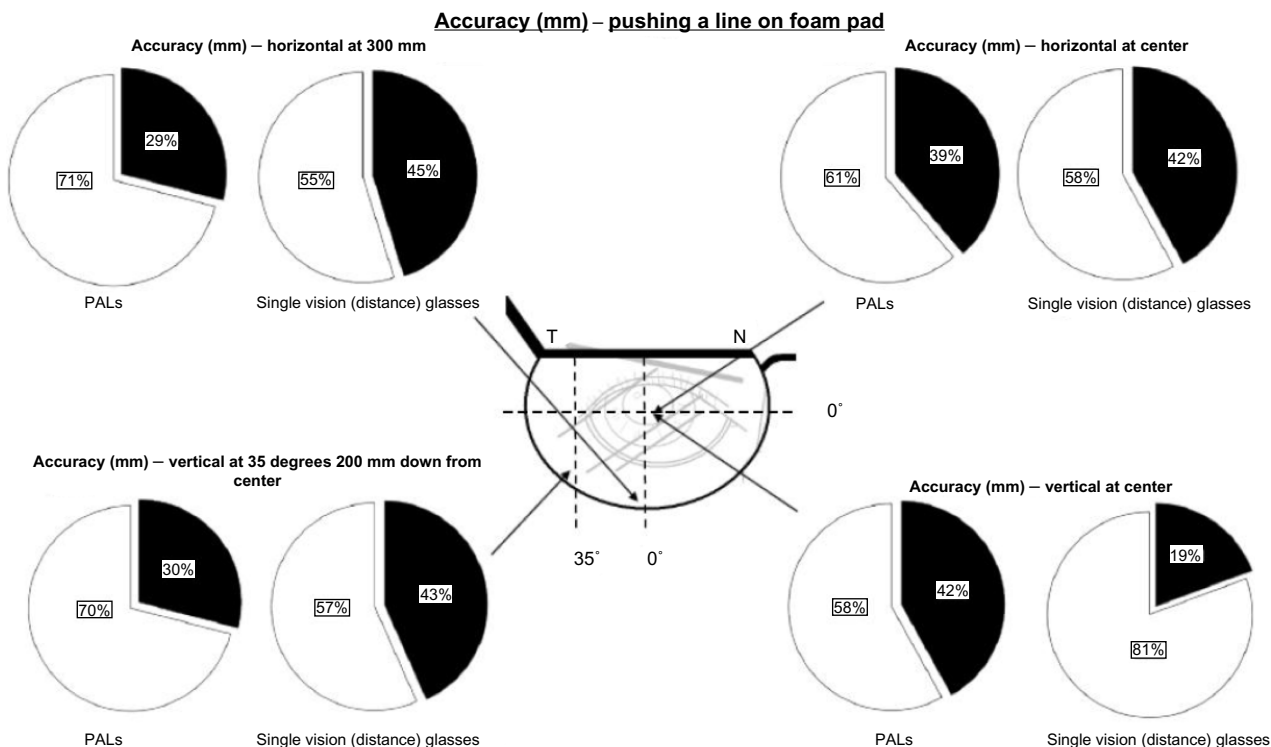 Accuracy (mm) – pushing a line on foam pad
Accuracy (mm) – horizontal at 300 mm
29%
71%
PALs
45%
55%
Single vision (distance) glasses
Accuracy (mm) – horizontal at center
39%
61%
PALs
42%
58%
Single vision (distance) glasses
T
N
0°
35°
0°
Accuracy (mm) – vertical at 35 degrees 200 mm down from
center
30%
70%
PALs
43%
57%
Single vision (distance) glasses
Accuracy (mm) – vertical at center
42%
58%
PALs
19%
81%
Single vision (distance) glasses